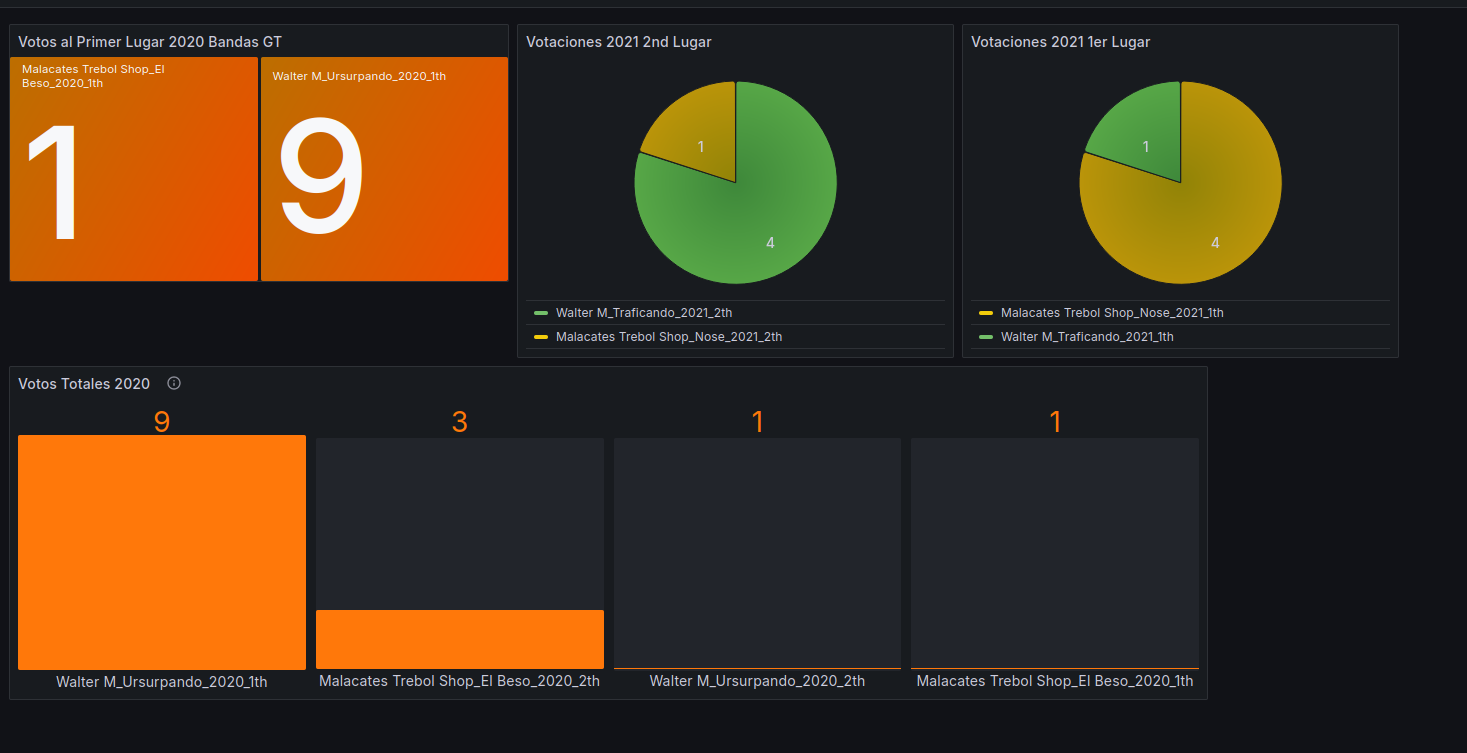 Votos al Primer Lugar 2020 Bandas GT
Malacates Trebol Shop_El
Beso_2020_1th
1
Walter M_Ursurpando_2020_1th
9
Votaciones 2021 2nd Lugar
1
4
Walter M_Traficando_2021_2th
Malacates Trebol Shop_Nose_2021_2th
Votaciones 2021 1er Lugar
1
4
Malacates Trebol Shop_Nose_2021_1th
Walter M_Traficando_2021_1th
Votos Totales 2020
9
3
1
1
Walter M_Ursurpando_2020_1th
Malacates Trebol Shop_El Beso_2020_2th
Walter M_Ursurpando_2020_2th
Malacates Trebol Shop_El Beso_2020_1th